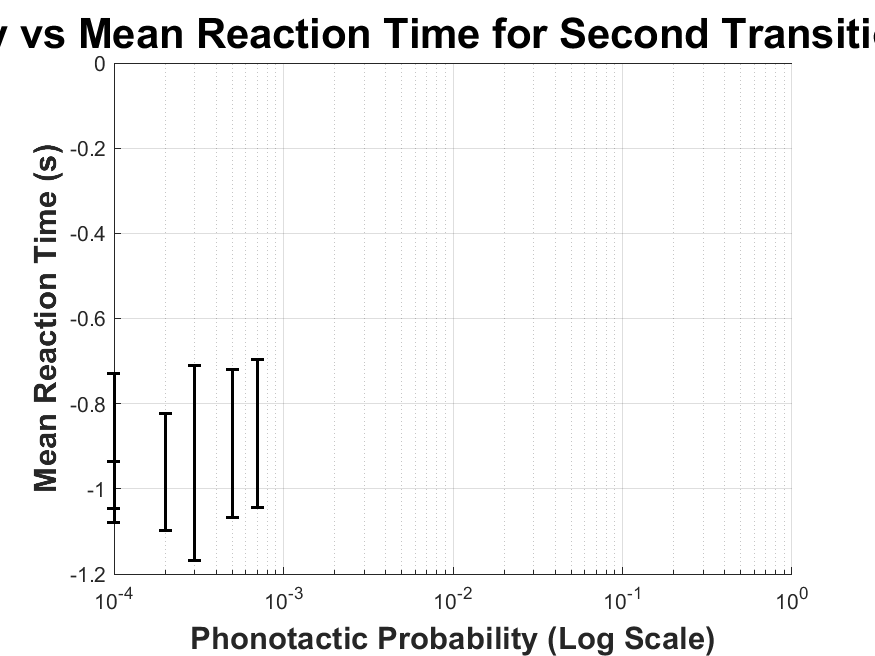 y vs Mean Reaction Time for Second Transitio
0
-0.2
-0.4
-0.6
-0.8
-1
-1.2
Mean Reaction Time (s)
10-4 10-3 10-2 10-1 100
Phonotactic Probability (Log Scale)